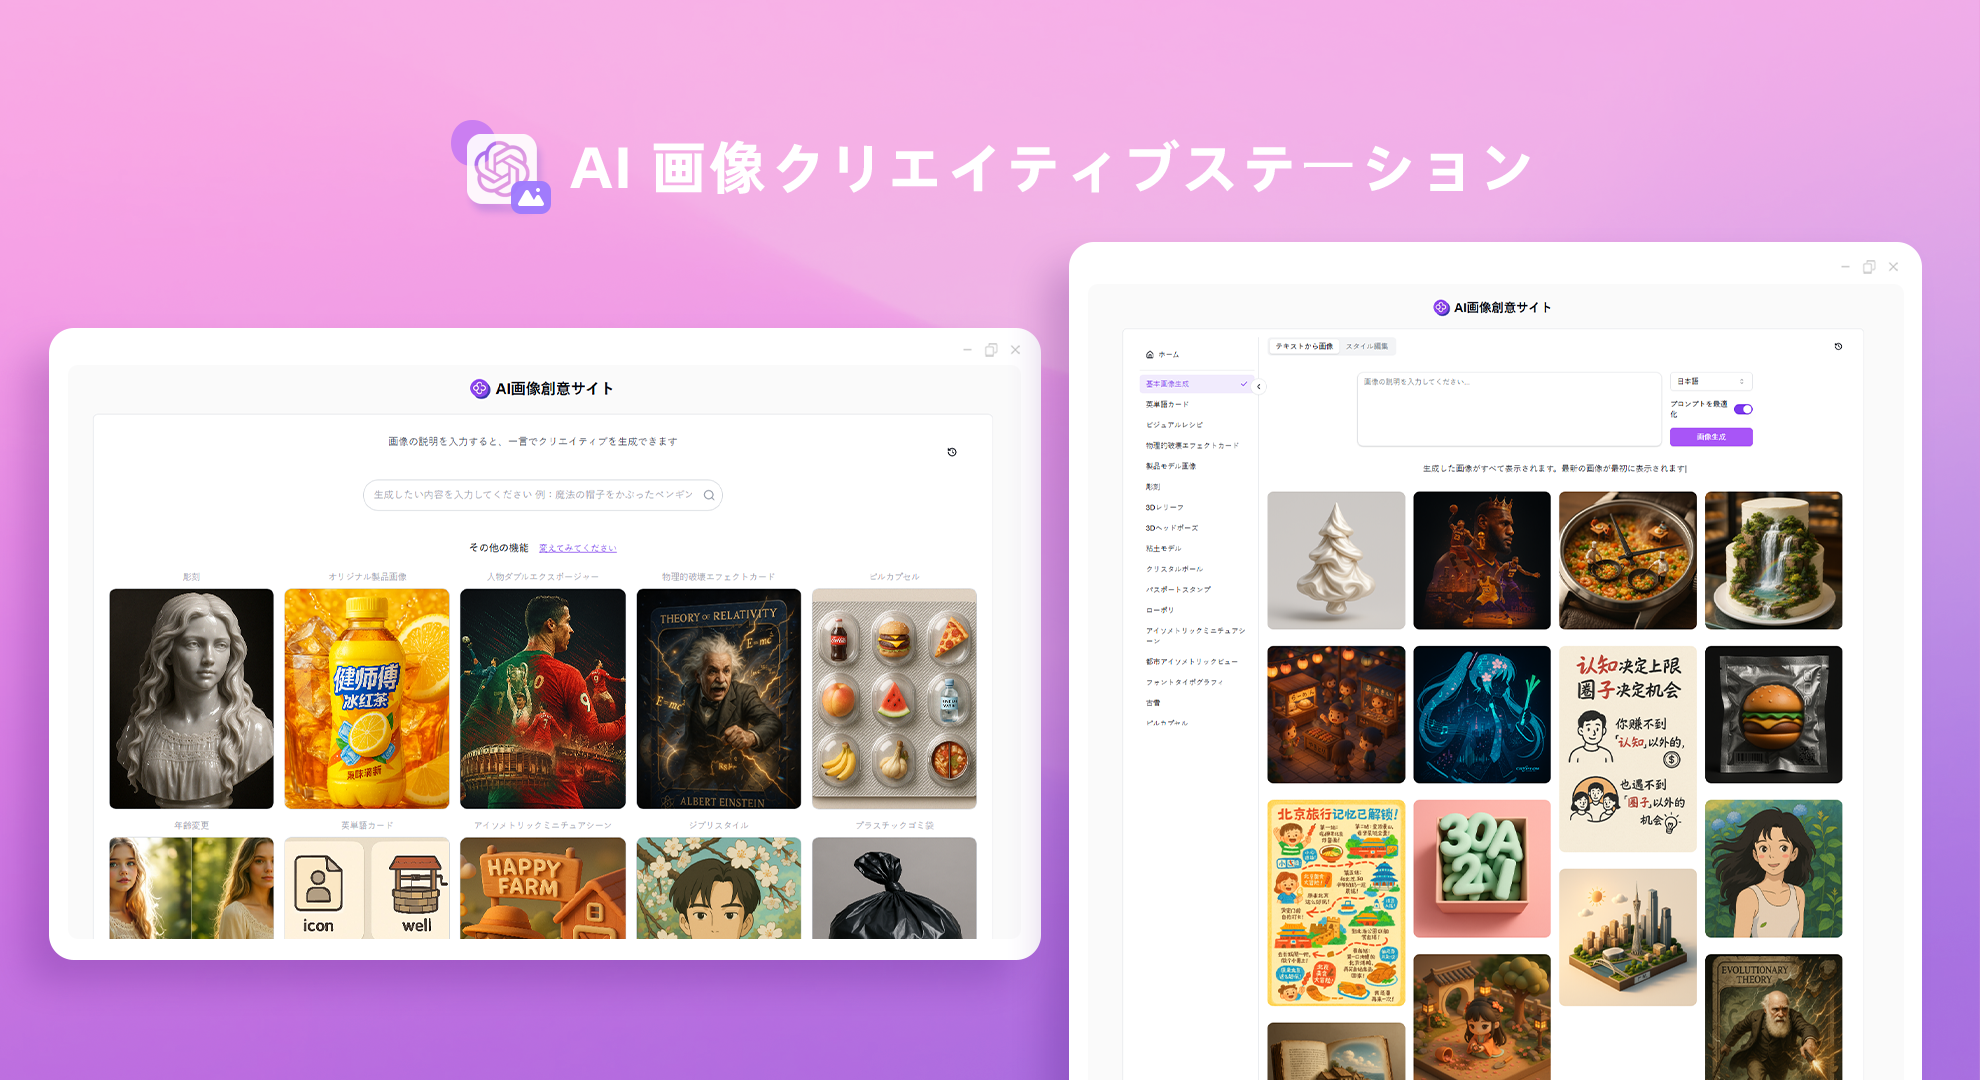 AI 画像クリエイティブステーション
AI画像創意サイト
画像の説明を入力すると、一言でクリエイティブを生成できます
生成したい内容を入力してください 例：魔法の帽子をかぶったペンギン
その他の機能 変えてみてください
彫刻
オリジナル製品画像
人物ダブルエクスポージャー
物理的破壊エフェクトカード
ピルカプセル
健师傅
冰红茶
THEORY OF RELATIVITY
E=mc²
ALBERT EINSTEIN
年齢変更
英単語カード
アイソメトリックミニチュアシーン
ジブリスタイル
プラスチックゴミ袋
icon
well
HAPPY
FARM
AI画像創意サイト
ホーム
基本画像生成
英単語カード
ビジュアルレシピ
物理的破壊エフェクトカード
製品モデル画像
彫刻
3Dレリーフ
3Dヘッドポーズ
粘土モデル
クリスタルボール
パスポートスタンプ
ローポリ
アイソメトリックミニチュアシ
ーン
都市アイソメトリックビュー
フォントタイポグラフィ
古書
ピルカプセル
テキストから画像
スタイル編集
画像の説明を入力してください...
日本語
プロンプトを最適
化
画像生成
生成した画像がすべて表示されます。最新の画像が最初に表示されます
认知决定上限
圈子决定机会
你赚不到
「认知」以外的,
也遇不到
「圈子」以外的
机会
北京旅行记忆已解锁!
30A
2A1
EVOLUTIONARY
THEORY